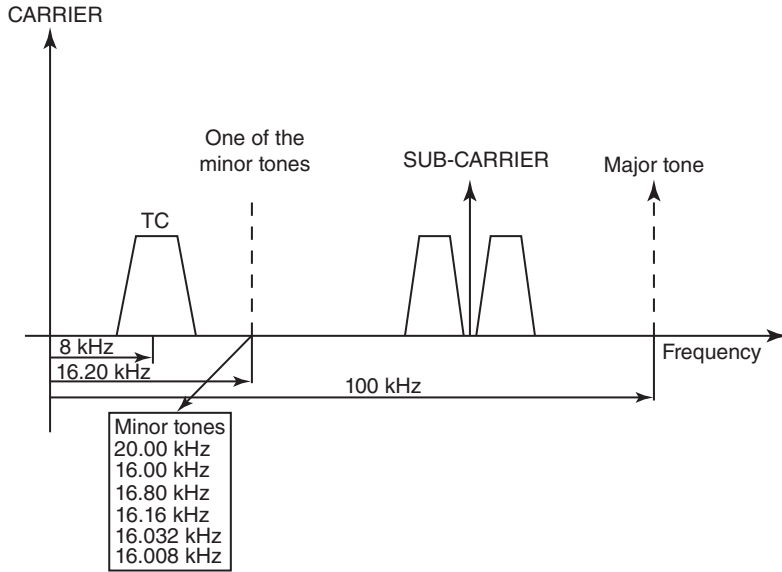 CARRIER
One of the
minor tones
SUB-CARRIER
Major tone
TC
8 kHz
Frequency
16.20 kHz
100 kHz
Minor tones
20.00 kHz
16.00 kHz
16.80 kHz
16.16 kHz
16.032 kHz
16.008 kHz